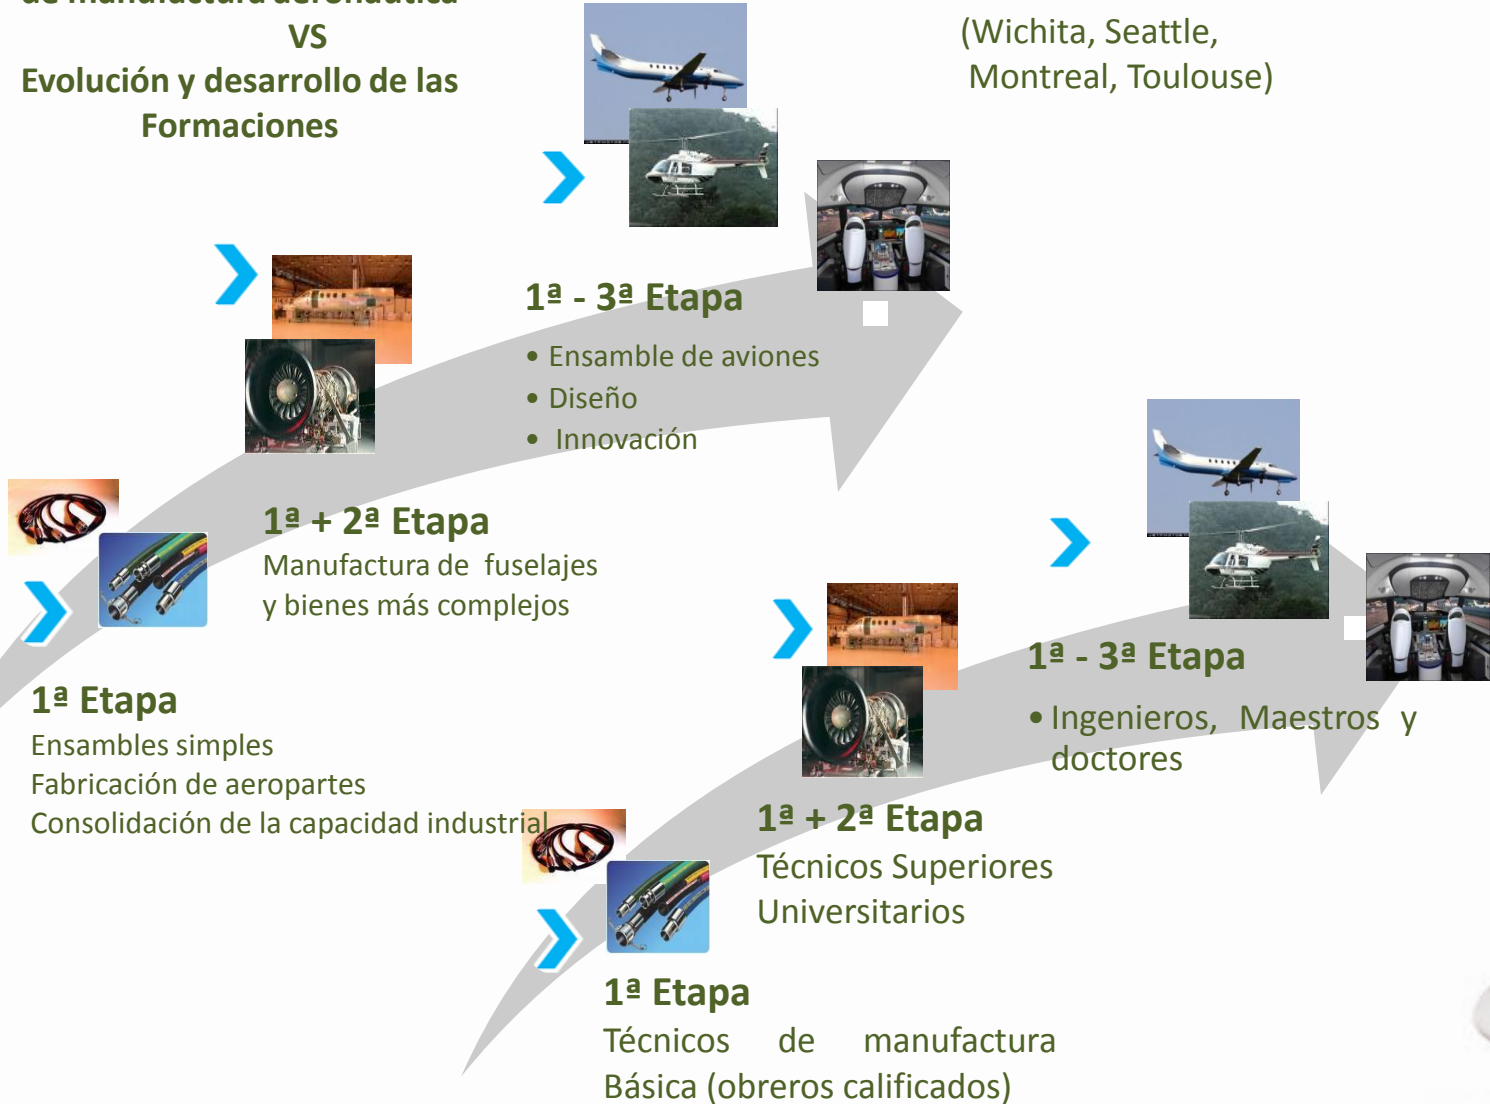 de manufactura aeronáutica
VS
Evolución y desarrollo de las
Formaciones
(Wichita, Seattle,
Montreal, Toulouse)
1ª - 3ª Etapa
• Ensamble de aviones
• Diseño
• Innovación
1ª + 2ª Etapa
Manufactura de fuselajes
y bienes más complejos
1ª Etapa
Ensambles simples
Fabricación de aeropartes
Consolidación de la capacidad industrial
1ª - 3ª Etapa
• Ingenieros, Maestros y
doctores
1ª + 2ª Etapa
Técnicos Superiores
Universitarios
1ª Etapa
Técnicos de manufactura
Básica (obreros calificados)